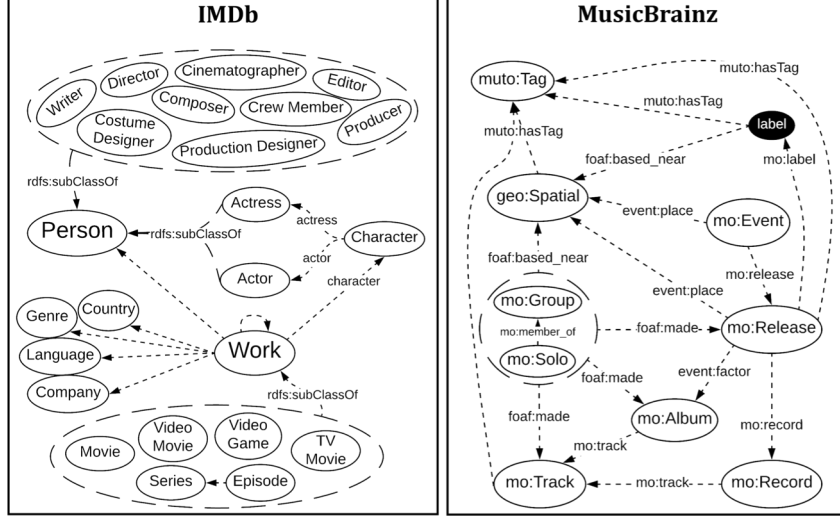 IMDb
Writer
Director
Cinematographer
Editor
Composer
Crew Member
Producer
Costume
Designer
Production Designer
rdfs:subClassOf
Person
rdfs:subClassOf
Actress
Actor
actress
actor
Character
character
Genre
Country
Language
Company
Work
rdfs:subClassOf
Movie
Video
Movie
Video
Game
TV
Movie
Series
Episode
MusicBrainz
muto:Tag
muto:hasTag
muto:hasTag
muto:hasTag
label
mo:label
foaf:based_near
geo:Spatial
event:place
mo:Event
foaf:based_near
event:place
mo:release
mo:Group
mo:member_of
mo:Solo
foaf:made
mo:Release
foaf:made
event:factor
foaf:made
mo:Album
mo:record
mo:track
mo:Track
mo:track
mo:Record